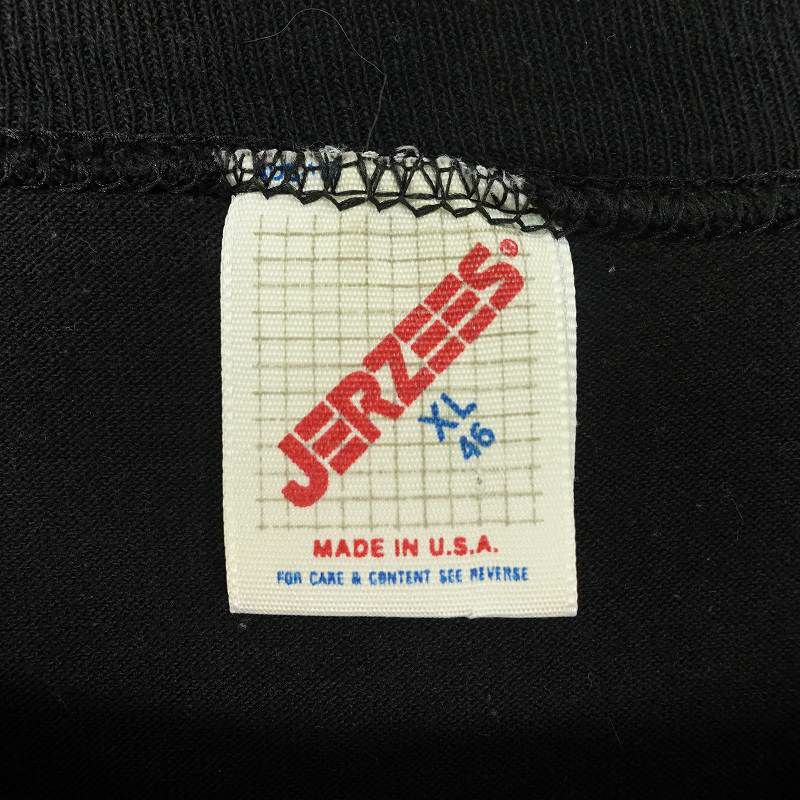 JERZEES®
XL
46
MADE IN U.S.A.
FOR CARE & CONTENT SEE REVERSE